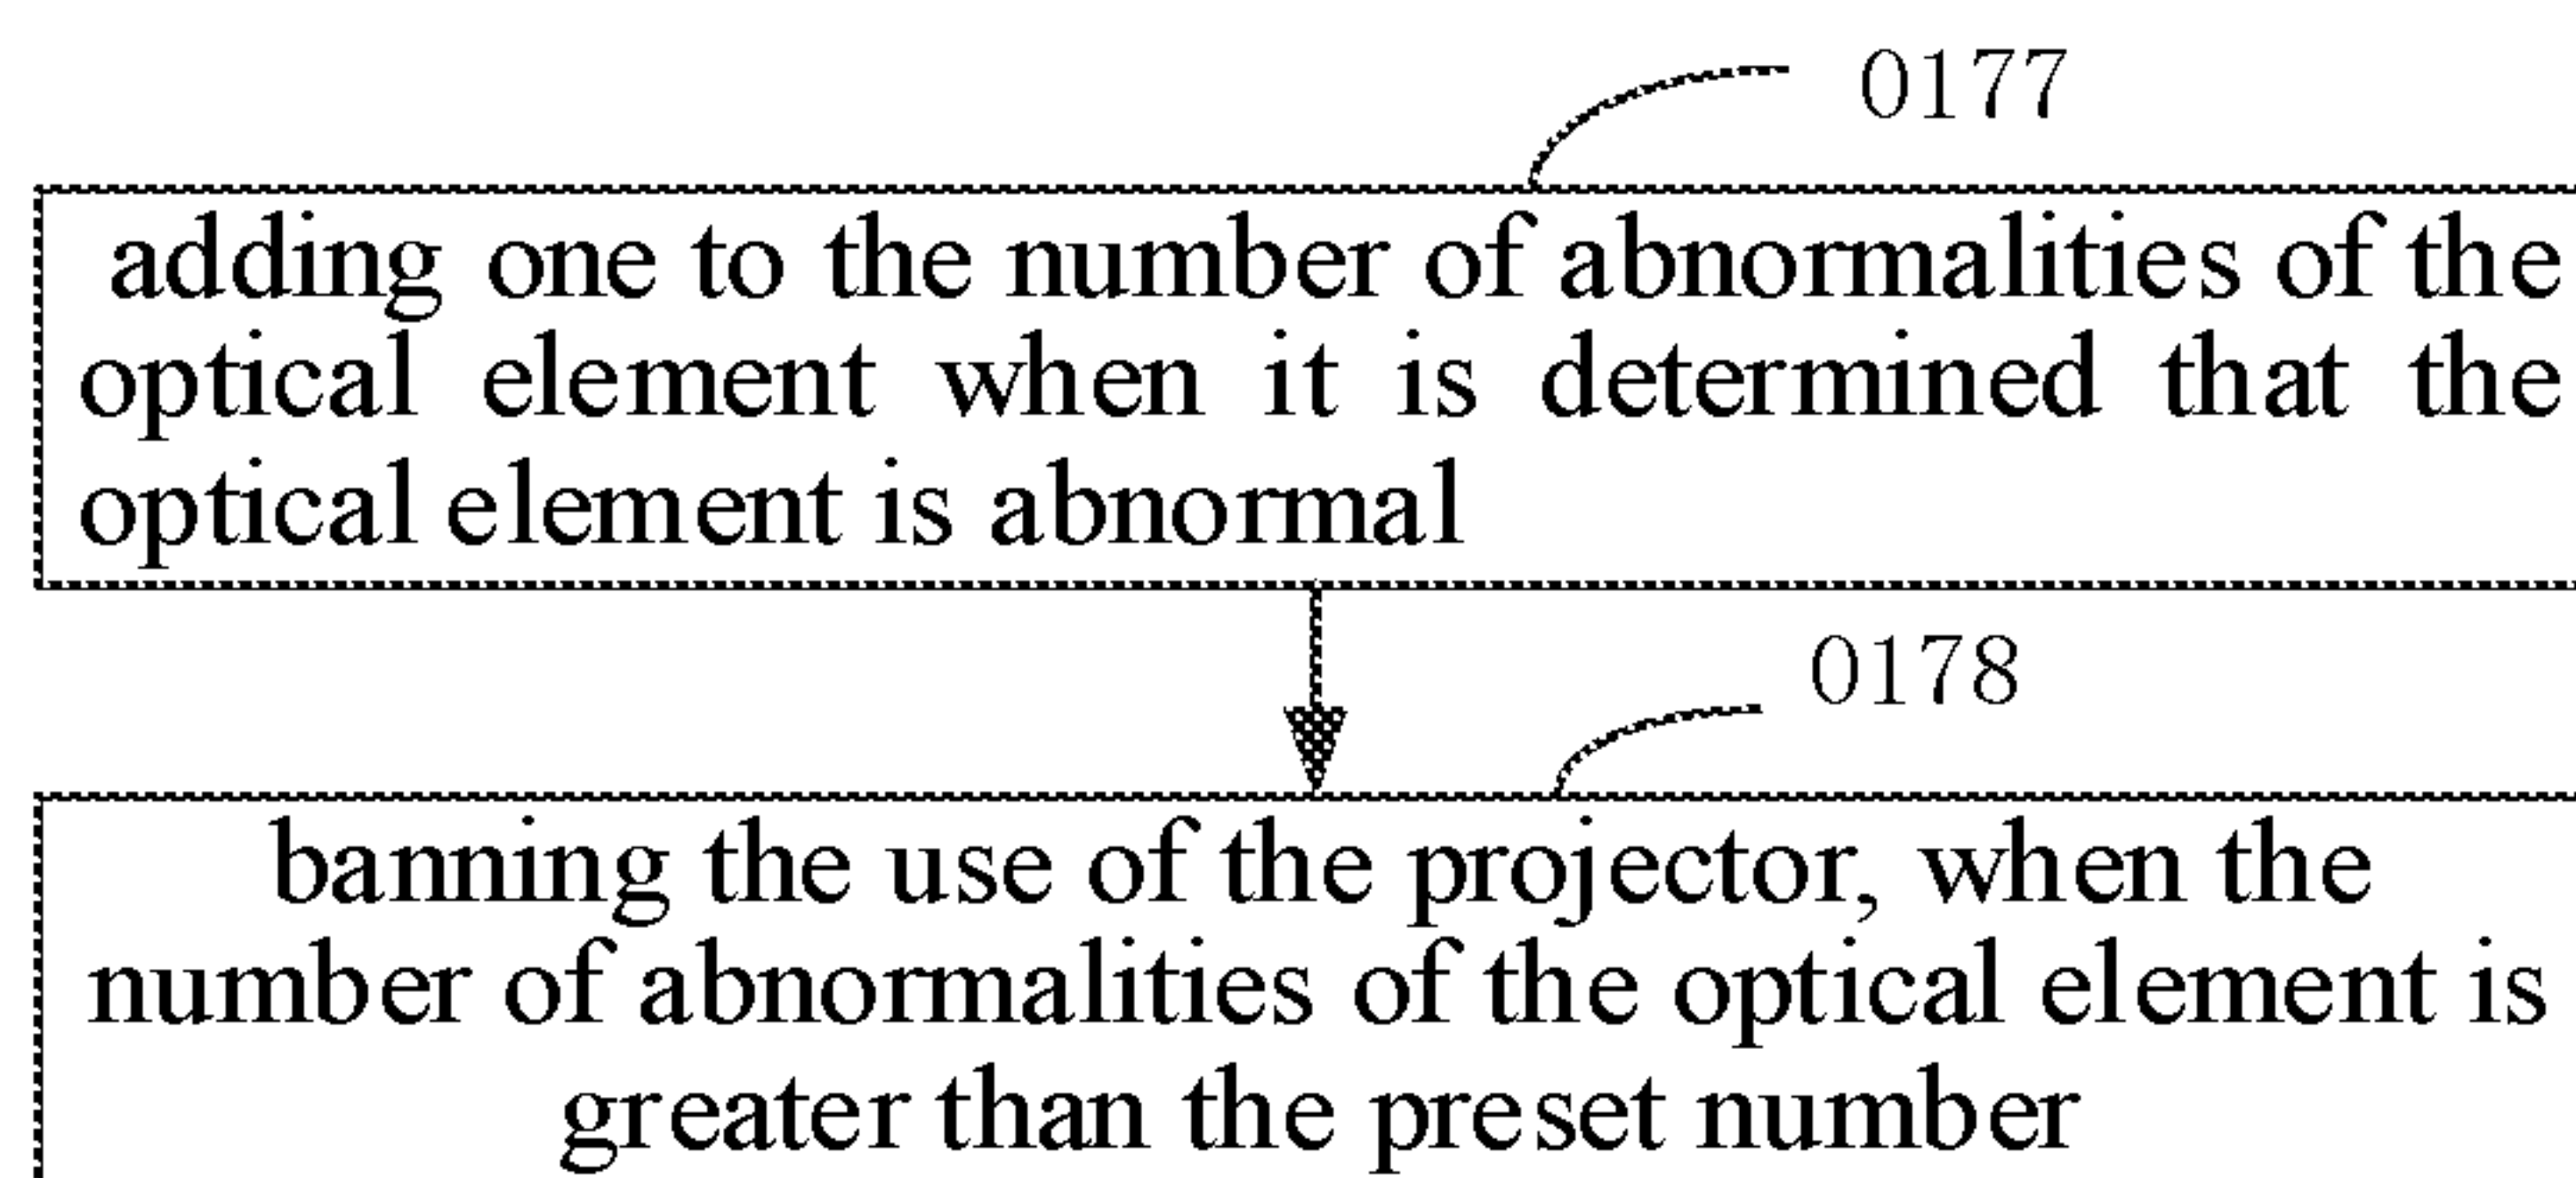 0177
adding one to the number of abnormalities of the
optical element when it is determined that the
optical element is abnormal
0178
banning the use of the projector, when the
number of abnormalities of the optical element is
greater than the preset number